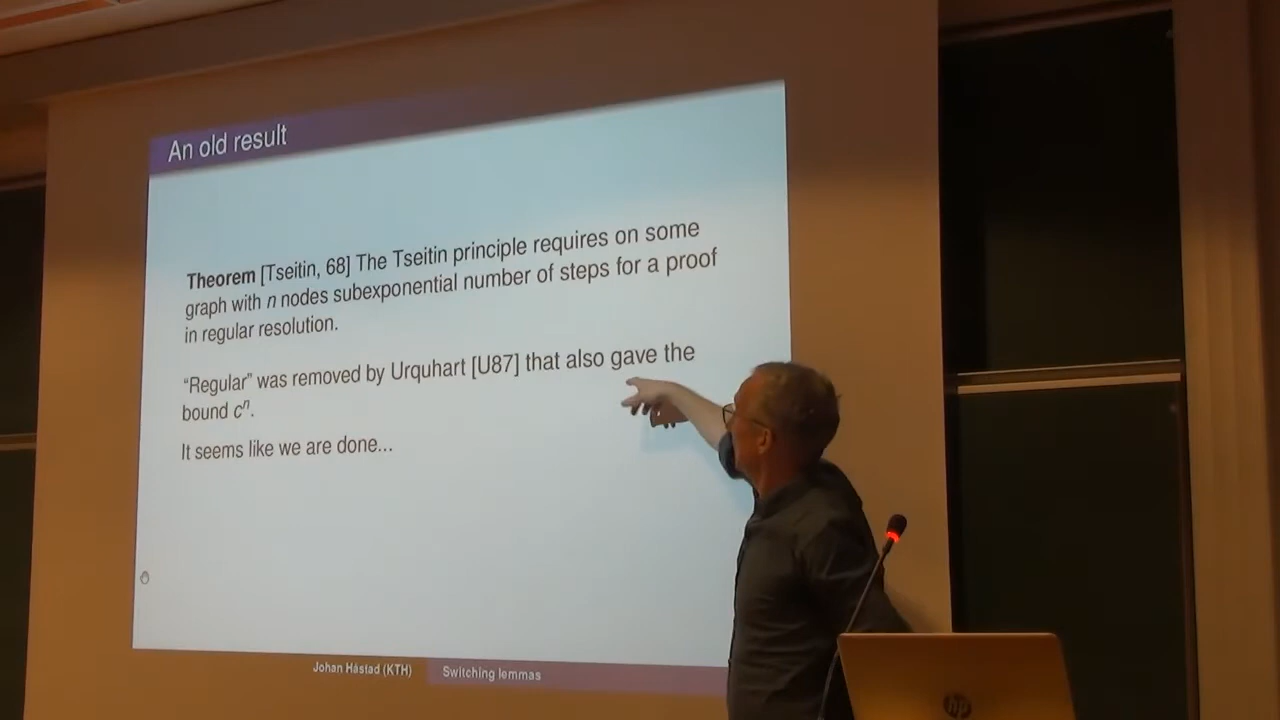 An old result
Theorem [Tseitin, 68] The Tseitin principle requires on some
graph with n nodes subexponential number of steps for a proof
in regular resolution.
“Regular” was removed by Urquhart [U87] that also gave the
bound cⁿ.
It seems like we are done...
Johan Håstad (KTH)
Switching lemmas
hp